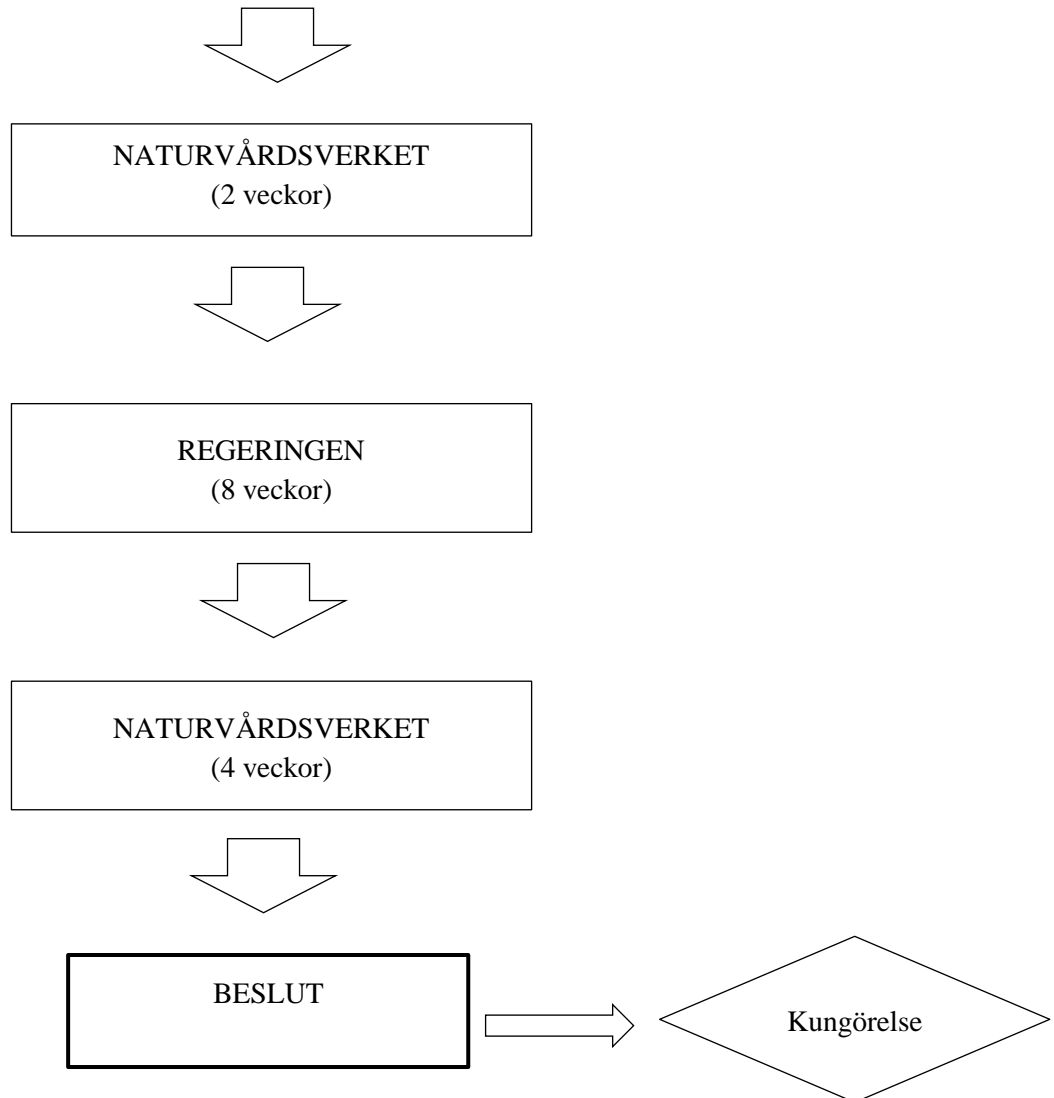 NATURVÅRDSVERKET
(2 veckor)
REGERINGEN
(8 veckor)
NATURVÅRDSVERKET
(4 veckor)
BESLUT
Kungörelse